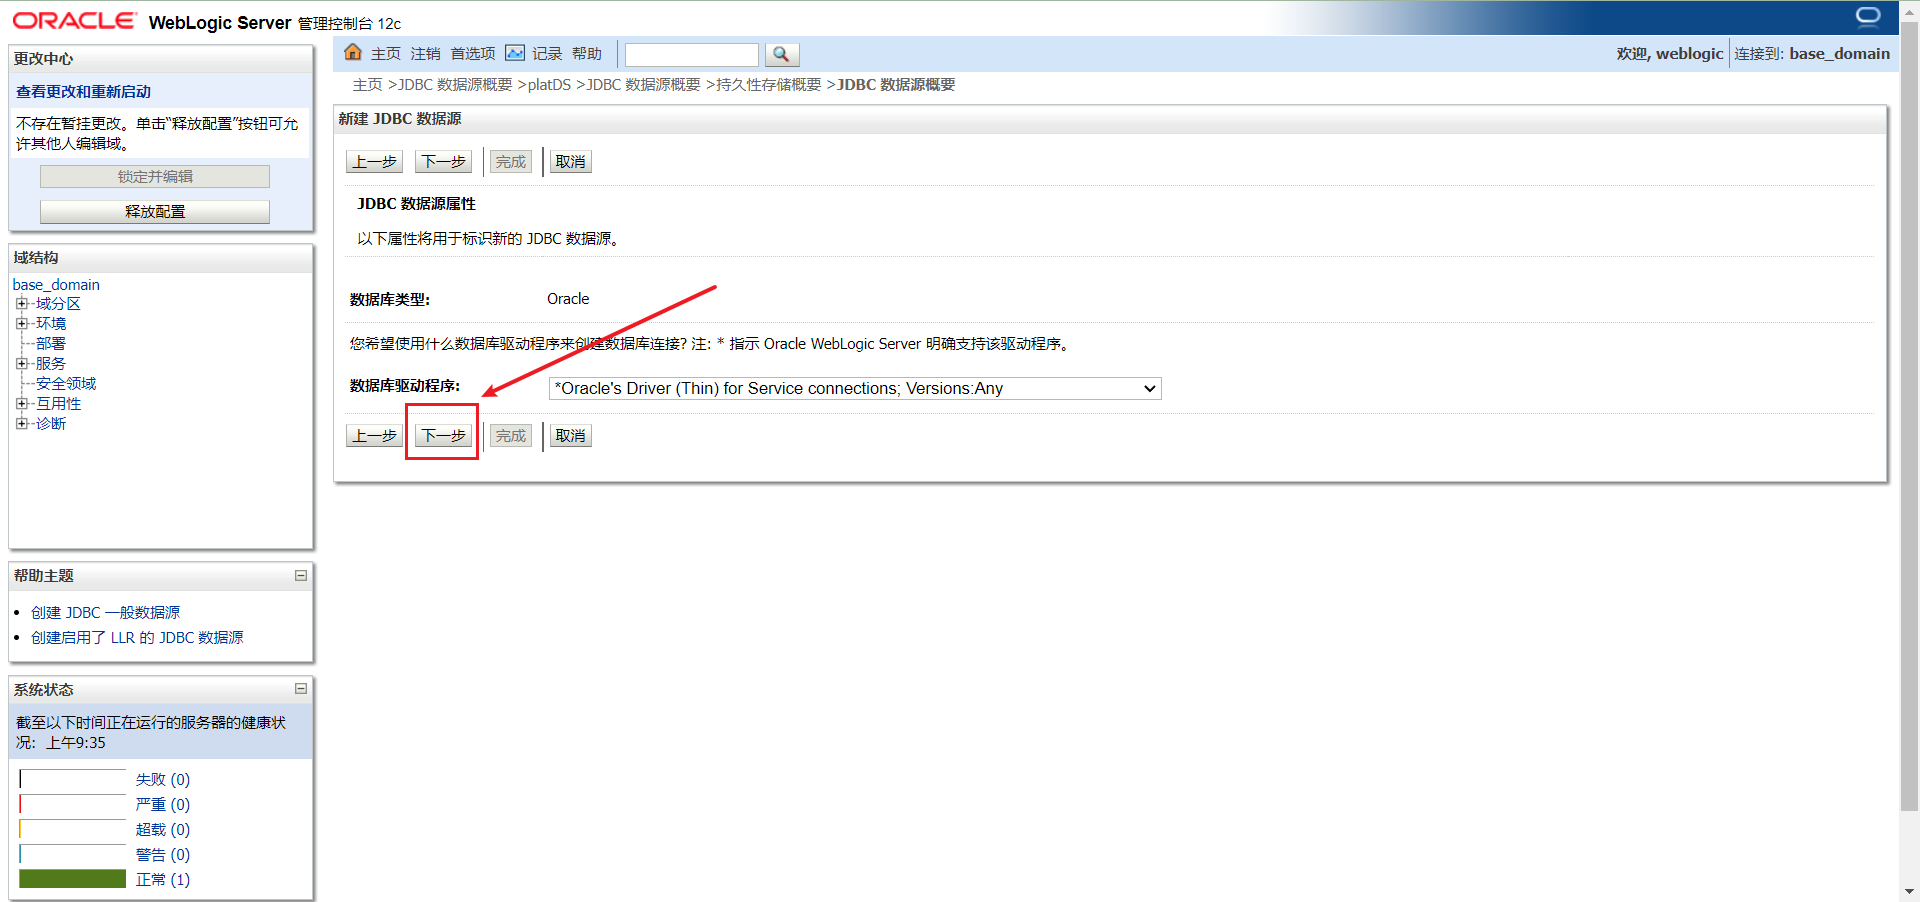 ORACLE WebLogic Server 管理控制台 12c
更改中心
查看更改和重新启动
不存在暂挂更改。单击“释放配置”按钮可允
许其他人编辑域。
锁定并编辑
释放配置
域结构
base_domain
域分区
环境
部署
服务
安全领域
互用性
诊断
帮助主题
创建 JDBC 一般数据源
创建启用了 LLR 的 JDBC 数据源
系统状态
截至以下时间正在运行的服务器的健康状
况: 上午9:35
失败 (0)
严重 (0)
超载 (0)
警告 (0)
正常 (1)
主页 注销 首选项 记录 帮助
欢迎, weblogic 连接到: base_domain
主页 >JDBC 数据源概要 >platDS >JDBC 数据源概要 >持久性存储概要 >JDBC 数据源概要
新建 JDBC 数据源
上一步 下一步 完成 取消
JDBC 数据源属性
以下属性将用于标识新的 JDBC 数据源。
数据库类型: Oracle
您希望使用什么数据库驱动程序来创建数据库连接? 注: * 指示 Oracle WebLogic Server 明确支持该驱动程序。
数据库驱动程序: *Oracle's Driver (Thin) for Service connections; Versions:Any
上一步 下一步 完成 取消